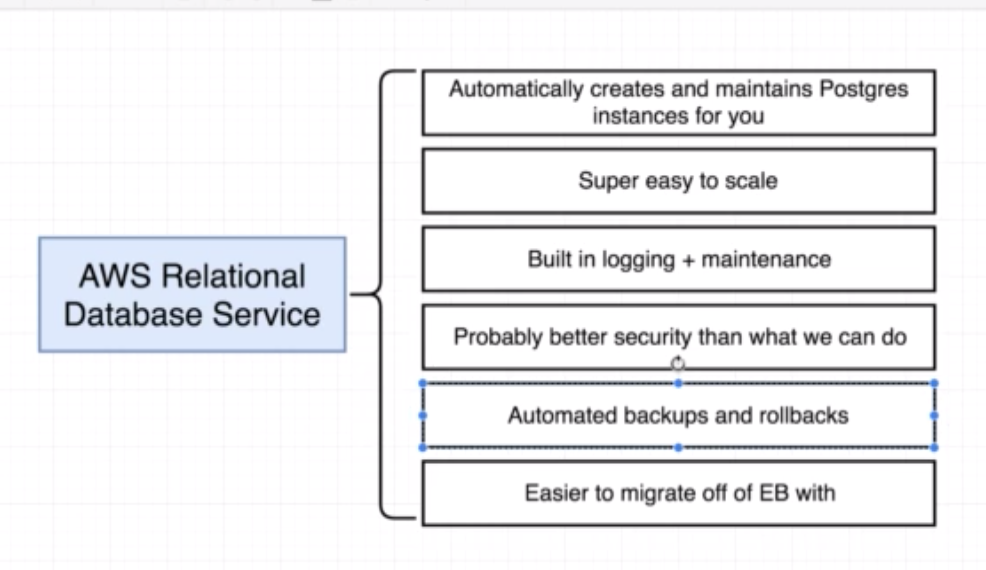 AWS Relational
Database Service
Automatically creates and maintains Postgres
instances for you
Super easy to scale
Built in logging + maintenance
Probably better security than what we can do
Automated backups and rollbacks
Easier to migrate off of EB with